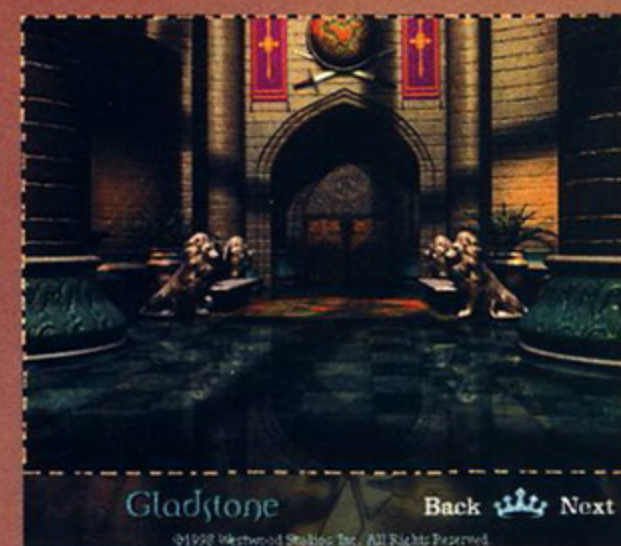 Gladstone
Back Next
©1998 Westwood Studios, Inc. All Rights Reserved.